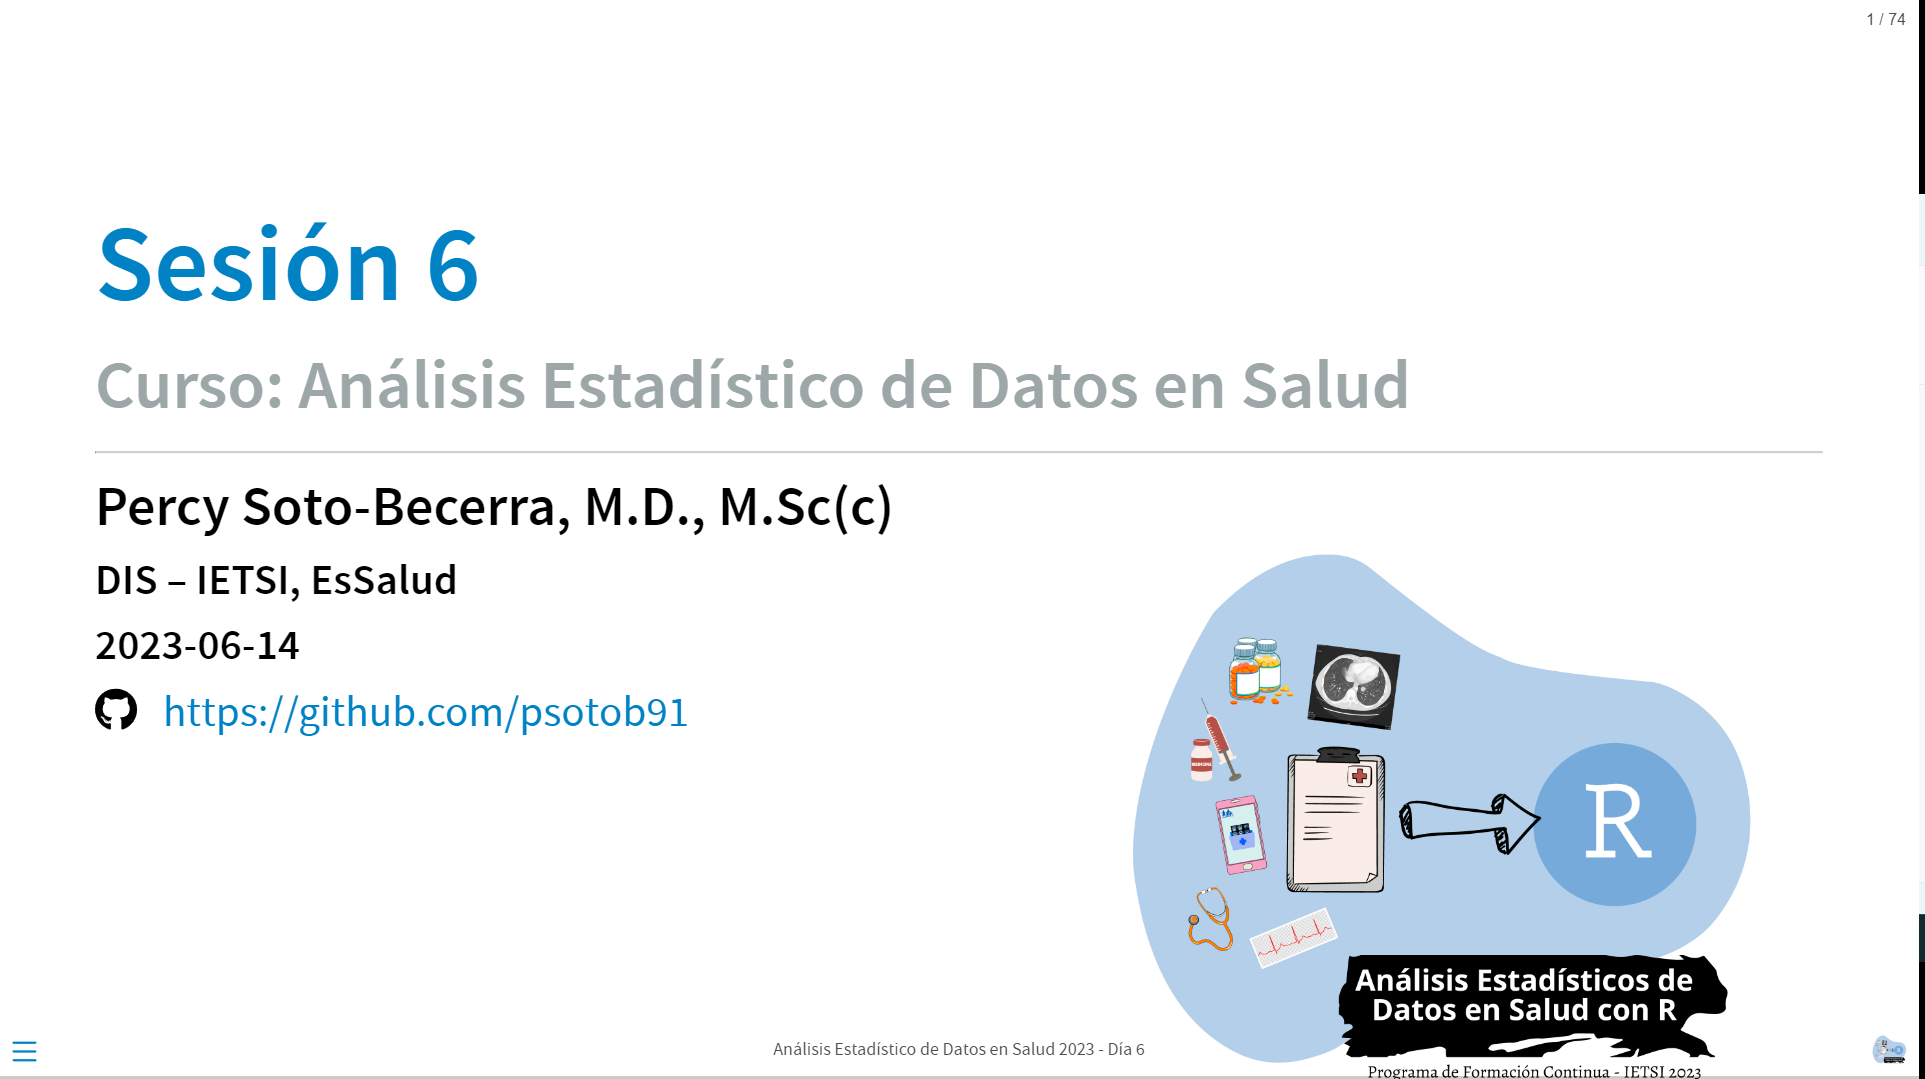 1 / 74
Sesión 6
Curso: Análisis Estadístico de Datos en Salud
Percy Soto-Becerra, M.D., M.Sc(c)
DIS – IETSI, EsSalud
2023-06-14
https://github.com/psotob91
MEDICINE
R
Análisis Estadísticos de
Datos en Salud con R
Programa de Formación Continua - IETSI 2023
Análisis Estadístico de Datos en Salud 2023 - Día 6